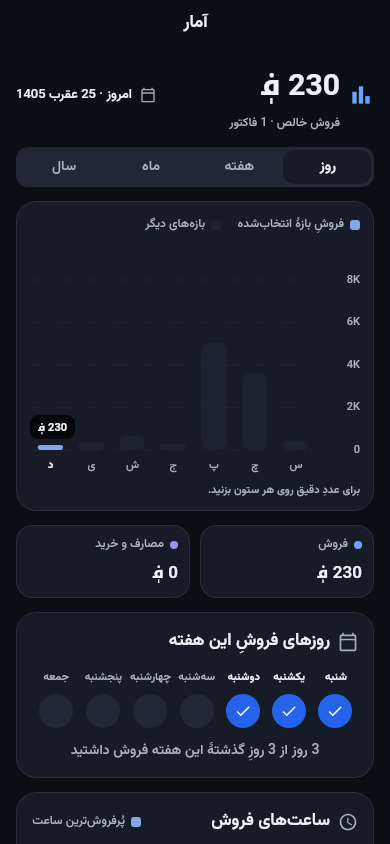 آمار
230 ؋
امروز · 25 عقرب 1405
فروش خالص · 1 فاکتور
روز
هفته
ماه
سال
فروشِ بازهٔ انتخاب‌شده
بازه‌های دیگر
8K
6K
4K
2K
0
230 ؋
س
چ
پ
ج
ش
ی
د
برای عددِ دقیق روی هر ستون بزنید.
فروش
230 ؋
مصارف و خرید
0 ؋
روزهای فروشِ این هفته
شنبه
یکشنبه
دوشنبه
سه‌شنبه
چهارشنبه
پنجشنبه
جمعه
3 روز از 3 روزِ گذشتهٔ این هفته فروش داشتید
ساعت‌های فروش
پُرفروش‌ترین ساعت